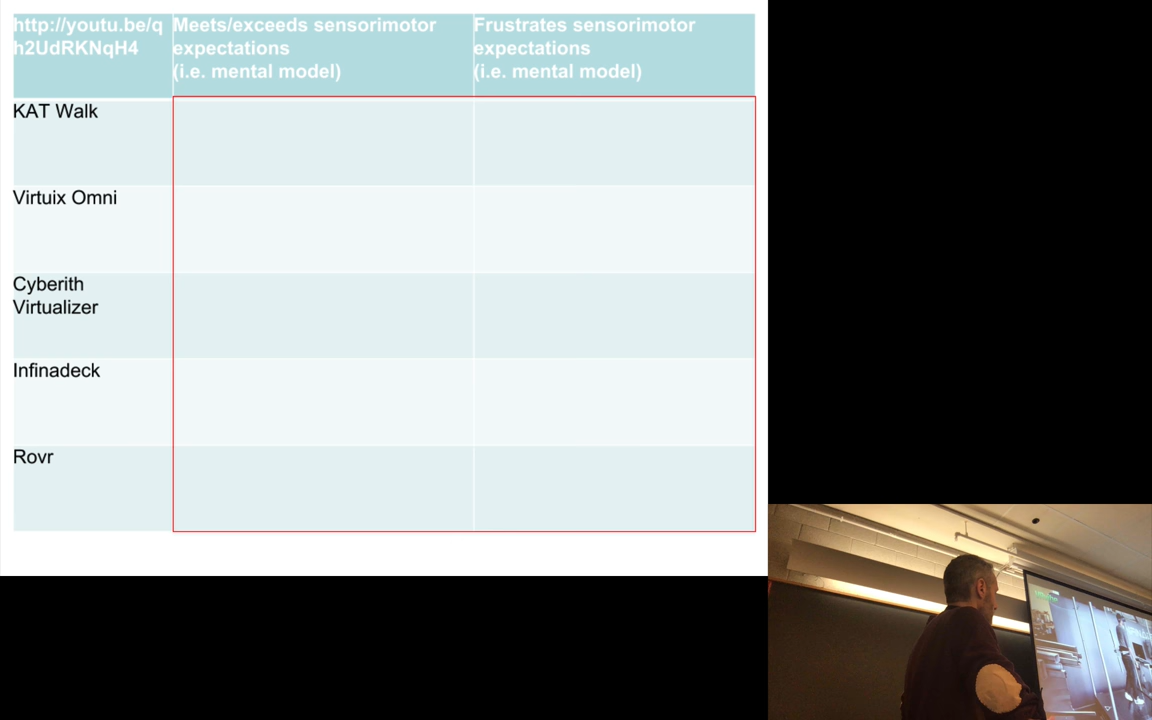 http://youtu.be/q
h2UdRKNqH4
Meets/exceeds sensorimotor
expectations
(i.e. mental model)
Frustrates sensorimotor
expectations
(i.e. mental model)
KAT Walk
Virtuix Omni
Cyberith
Virtualizer
Infinadeck
Rovr